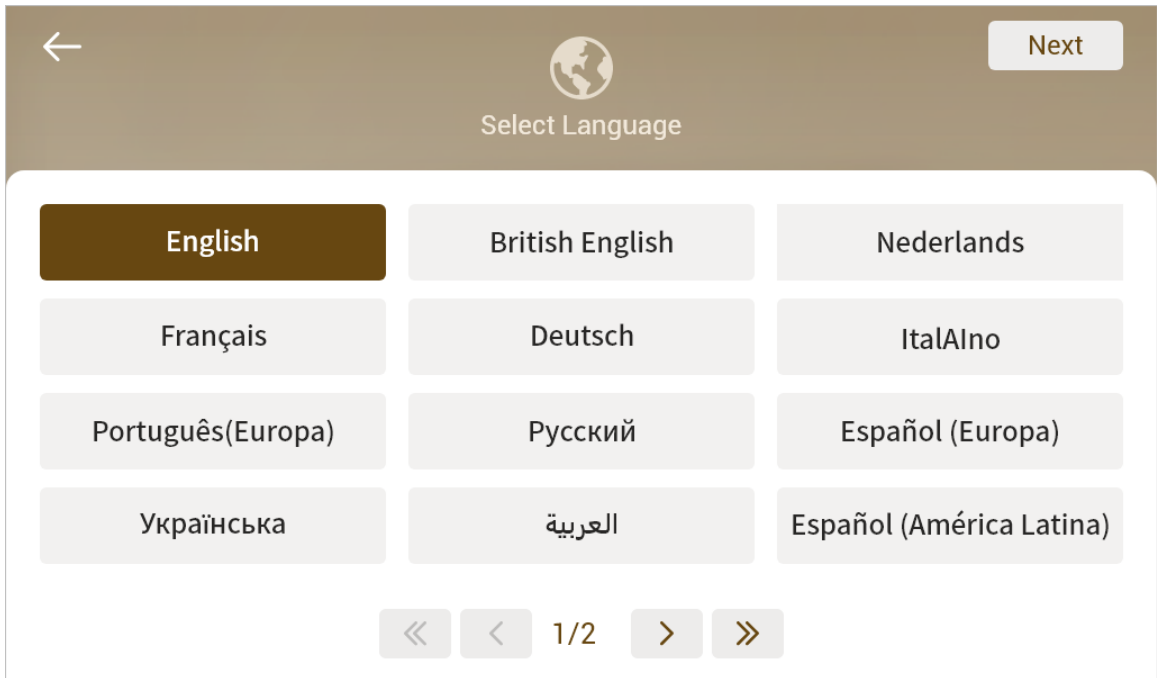 Next
Select Language
English
British English
Nederlands
Français
Deutsch
ItalAIno
Português(Europa)
Русский
Español (Europa)
Українська
العربية
Español (América Latina)
1/2